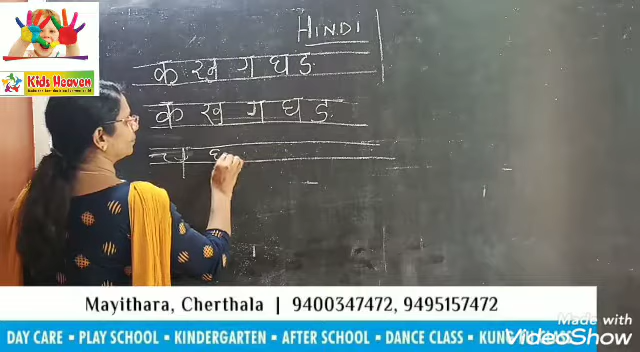 HINDI
क ख ग घ ङ
क ख ग घ ङ
च
Kids Heaven
Mayithara, Cherthala | 9400347472, 9495157472
DAY CARE ▪ PLAY SCHOOL ▪ KINDERGARTEN ▪ AFTER SCHOOL ▪ DANCE CLASS ▪
Made with
VideoShow